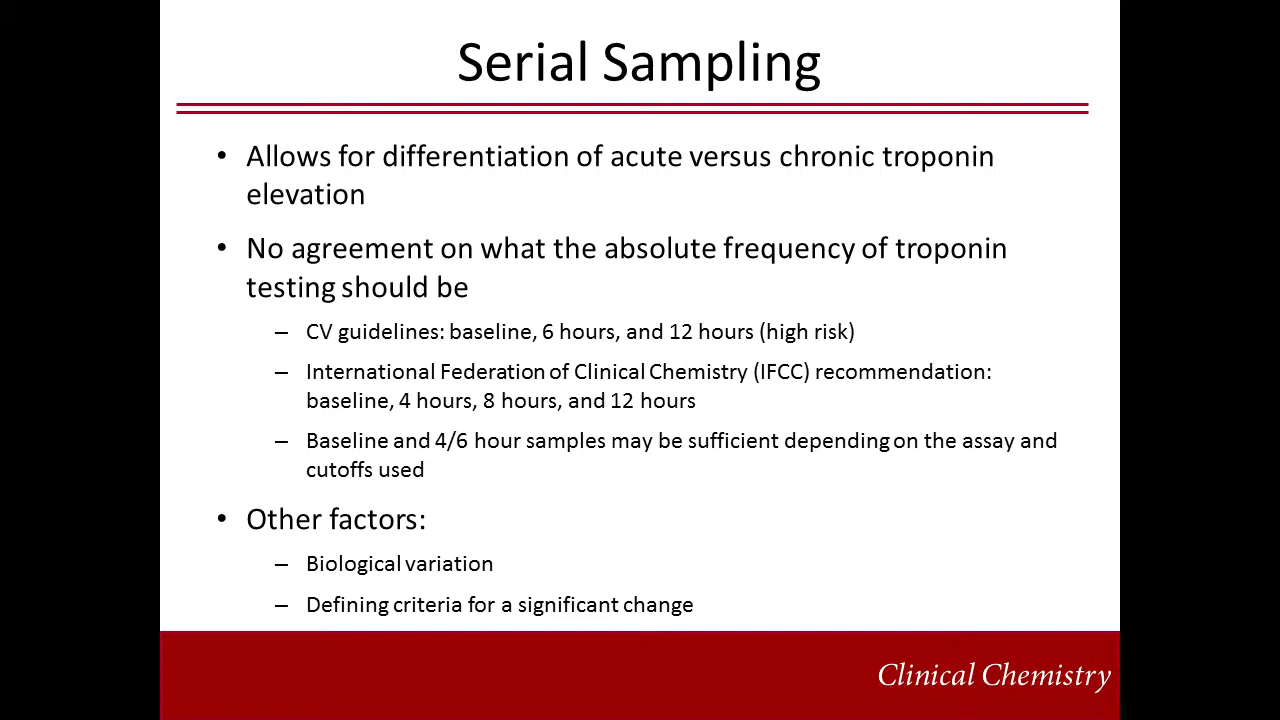 Serial Sampling
• Allows for differentiation of acute versus chronic troponin
elevation
• No agreement on what the absolute frequency of troponin
testing should be
– CV guidelines: baseline, 6 hours, and 12 hours (high risk)
– International Federation of Clinical Chemistry (IFCC) recommendation:
baseline, 4 hours, 8 hours, and 12 hours
– Baseline and 4/6 hour samples may be sufficient depending on the assay and
cutoffs used
• Other factors:
– Biological variation
– Defining criteria for a significant change
Clinical Chemistry